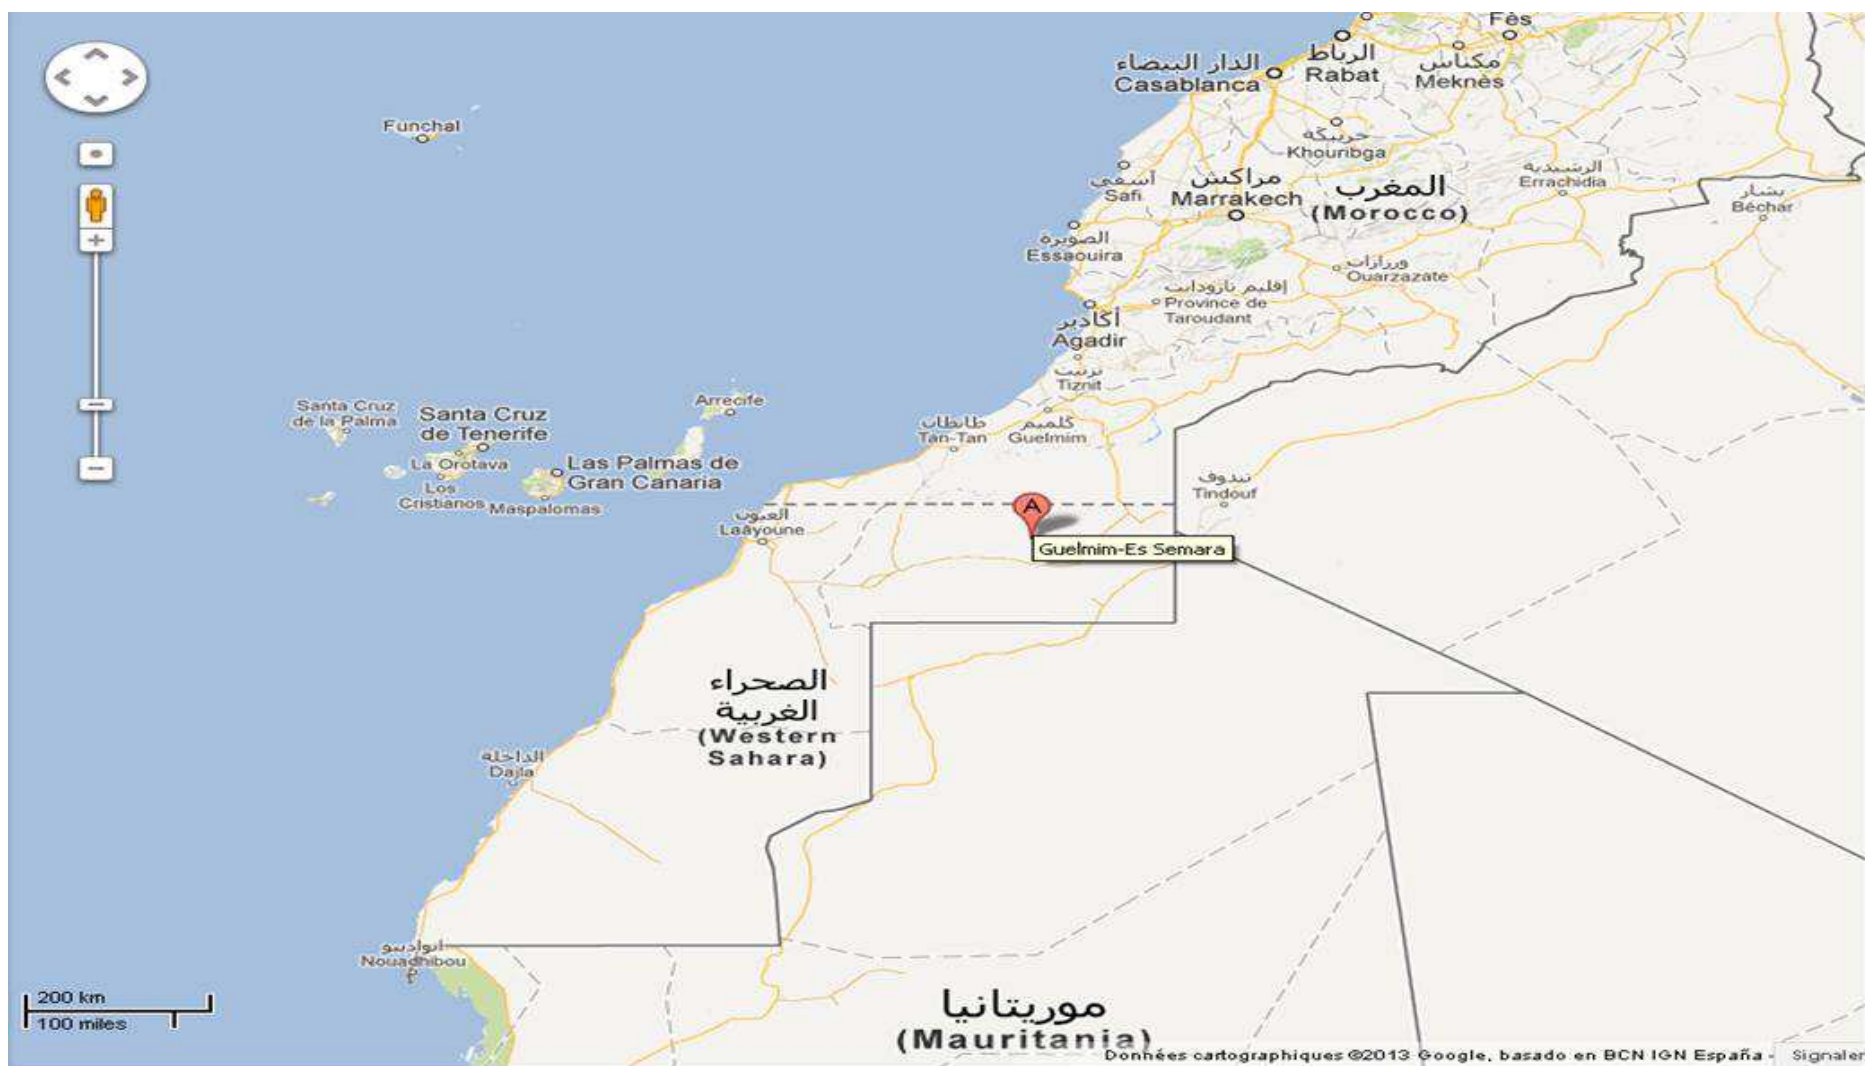 Fès
الرباط
Rabat
مكناس
Meknès
الدار البيضاء
Casablanca
Funchal
خريبكة
Khouribga
آسفي
Safi
مراكش
Marrakech
المغرب
(Morocco)
الرشيدية
Errachidia
بشار
Béchar
الصويرة
Essaouira
ورزازات
Ouarzazate
إقليم تارودانت
Province de
Taroudant
أكادير
Agadir
تزنيت
Tiznit
Arrecife
Santa Cruz
de la Palma
Santa Cruz
de Tenerife
طانطان
Tan-Tan
كلميم
Guelmim
La Orotava
Las Palmas de
Gran Canaria
Los
Cristianos
Maspalomas
تيندوف
Tindouf
العيون
Laâyoune
A
Guelmim-Es Semara
الصحراء
الغربية
(Western
Sahara)
الداخلة
Dajla
انواديبو
Nouadhibou
200 km
100 miles
موريتانيا
(Mauritania)
Données cartographiques ©2013 Google, basado en BCN IGN España -
Signaler